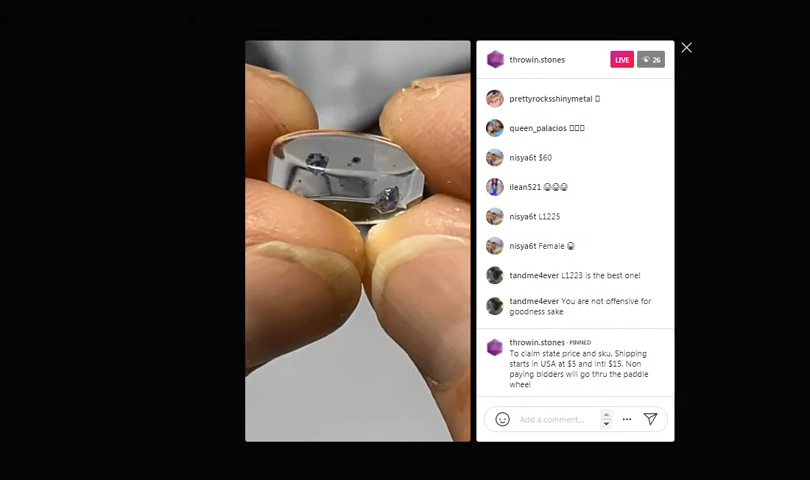 throwin.stones LIVE 26
prettyrocksshinymetal
queen_palacios
nisya6t $60
ilean521
nisya6t L1225
nisya6t Female
tandme4ever L1223 is the best one!
tandme4ever You are not offensive for
goodness sake
throwin.stones · PINNED
To claim state price and sku. Shipping
starts in USA at $5 and intl $15. Non
paying bidders will go thru the paddle
wheel
Add a comment...